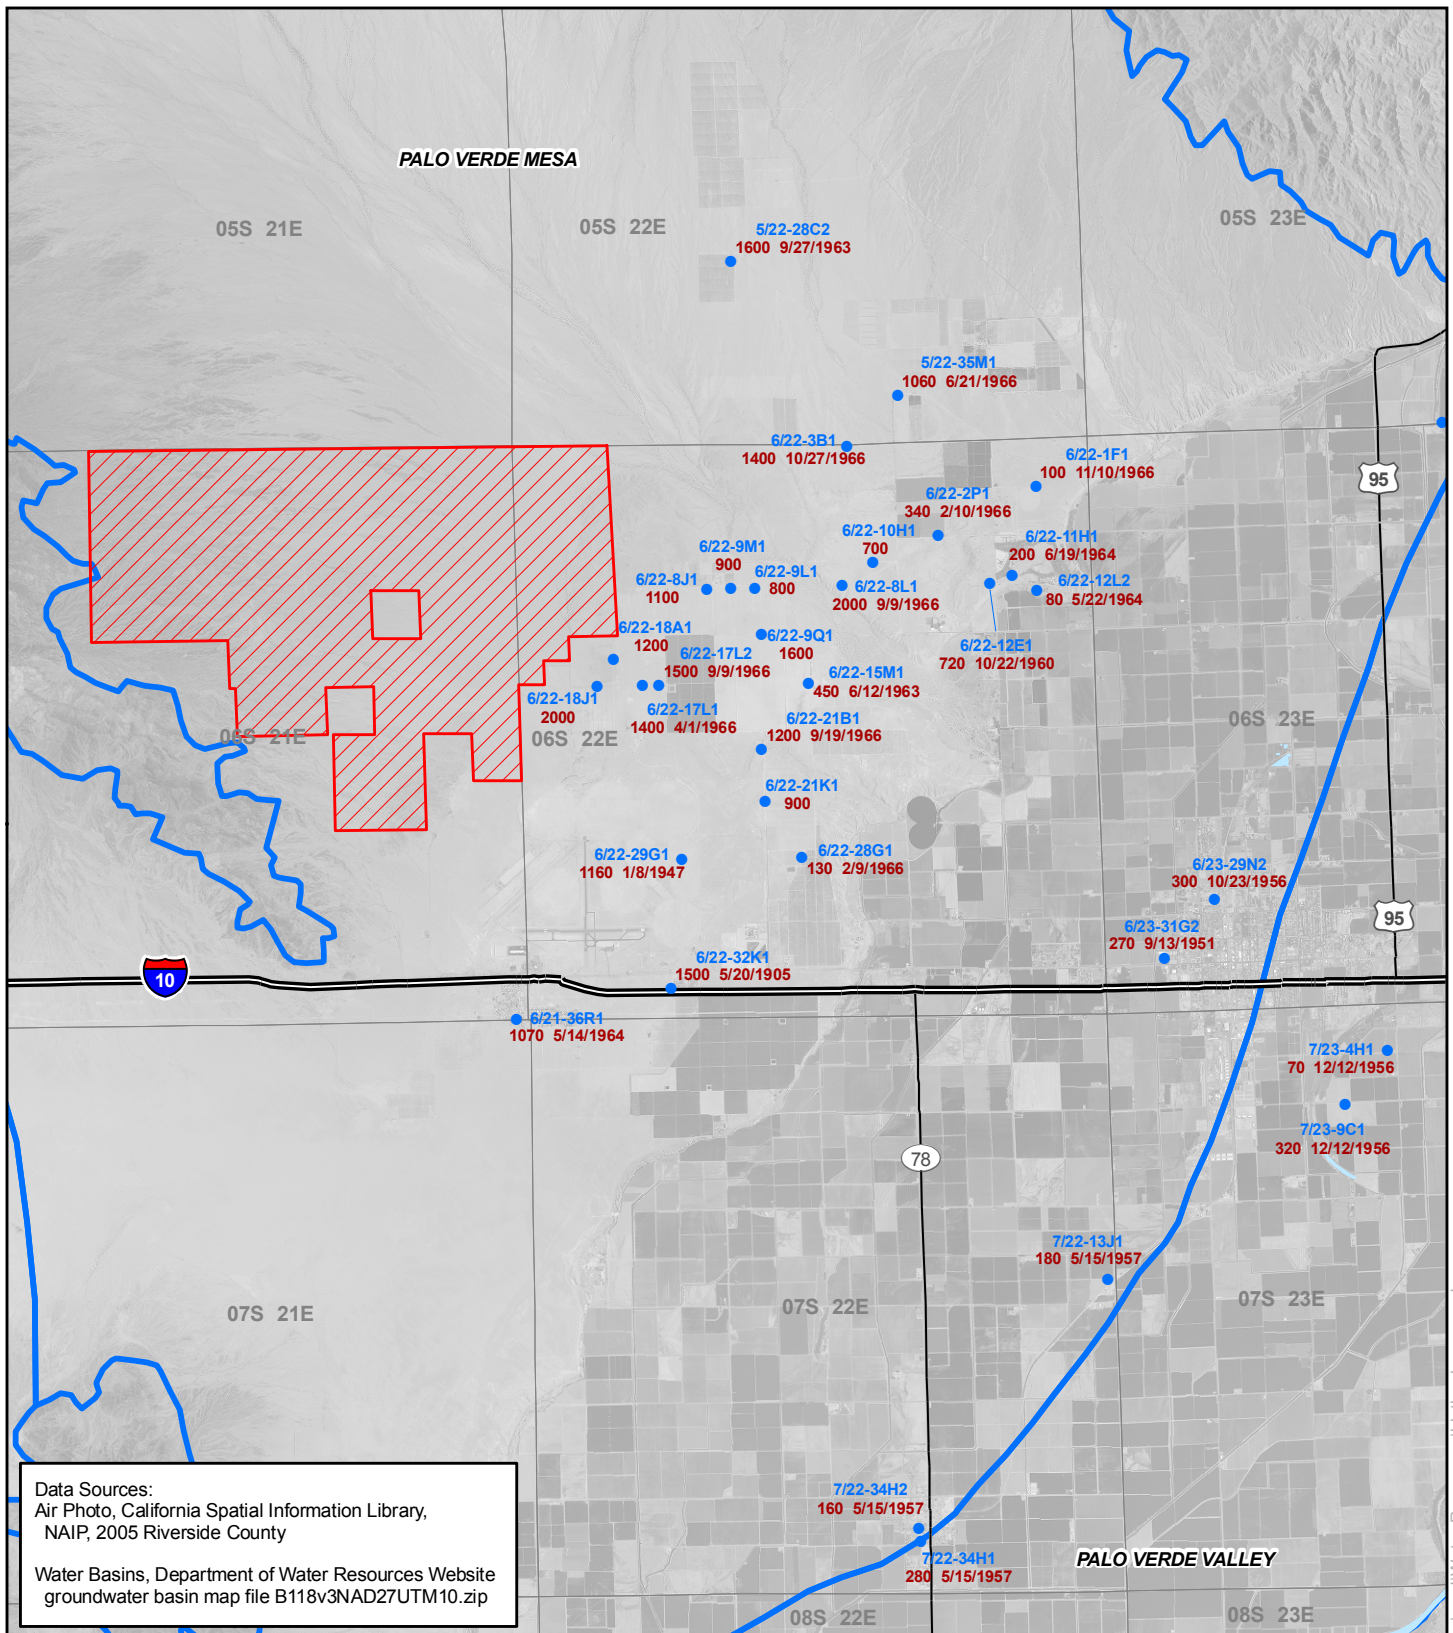 PALO VERDE MESA
05S 21E
05S 22E
05S 23E
5/22-28C2
1600 9/27/1963
5/22-35M1
1060 6/21/1966
6/22-3B1
1400 10/27/1966
6/22-1F1
100 11/10/1966
95
6/22-2P1
340 2/10/1966
6/22-10H1
700
6/22-11H1
200 6/19/1964
6/22-9M1
900
6/22-8J1
1100
6/22-9L1
800
6/22-8L1
2000 9/9/1966
6/22-12L2
80 5/22/1964
6/22-18A1
1200
6/22-9Q1
1600
6/22-12E1
720 10/22/1960
6/22-17L2
1500 9/9/1966
6/22-15M1
450 6/12/1963
6/22-18J1
2000
6/22-17L1
1400 4/1/1966
6/22-21B1
1200 9/19/1966
06S 21E
06S 22E
06S 23E
6/22-21K1
900
6/22-29G1
1160 1/8/1947
6/22-28G1
130 2/9/1966
6/23-29N2
300 10/23/1956
95
6/23-31G2
270 9/13/1951
6/22-32K1
1500 5/20/1905
10
6/21-36R1
1070 5/14/1964
7/23-4H1
70 12/12/1956
7/23-9C1
320 12/12/1956
78
7/22-13J1
180 5/15/1957
07S 21E
07S 22E
07S 23E
7/22-34H2
160 5/15/1957
7/22-34H1
280 5/15/1957
PALO VERDE VALLEY
08S 22E
08S 23E
Data Sources:
Air Photo, California Spatial Information Library,
NAIP, 2005 Riverside County
Water Basins, Department of Water Resources Website
groundwater basin map file B118v3NAD27UTM10.zip